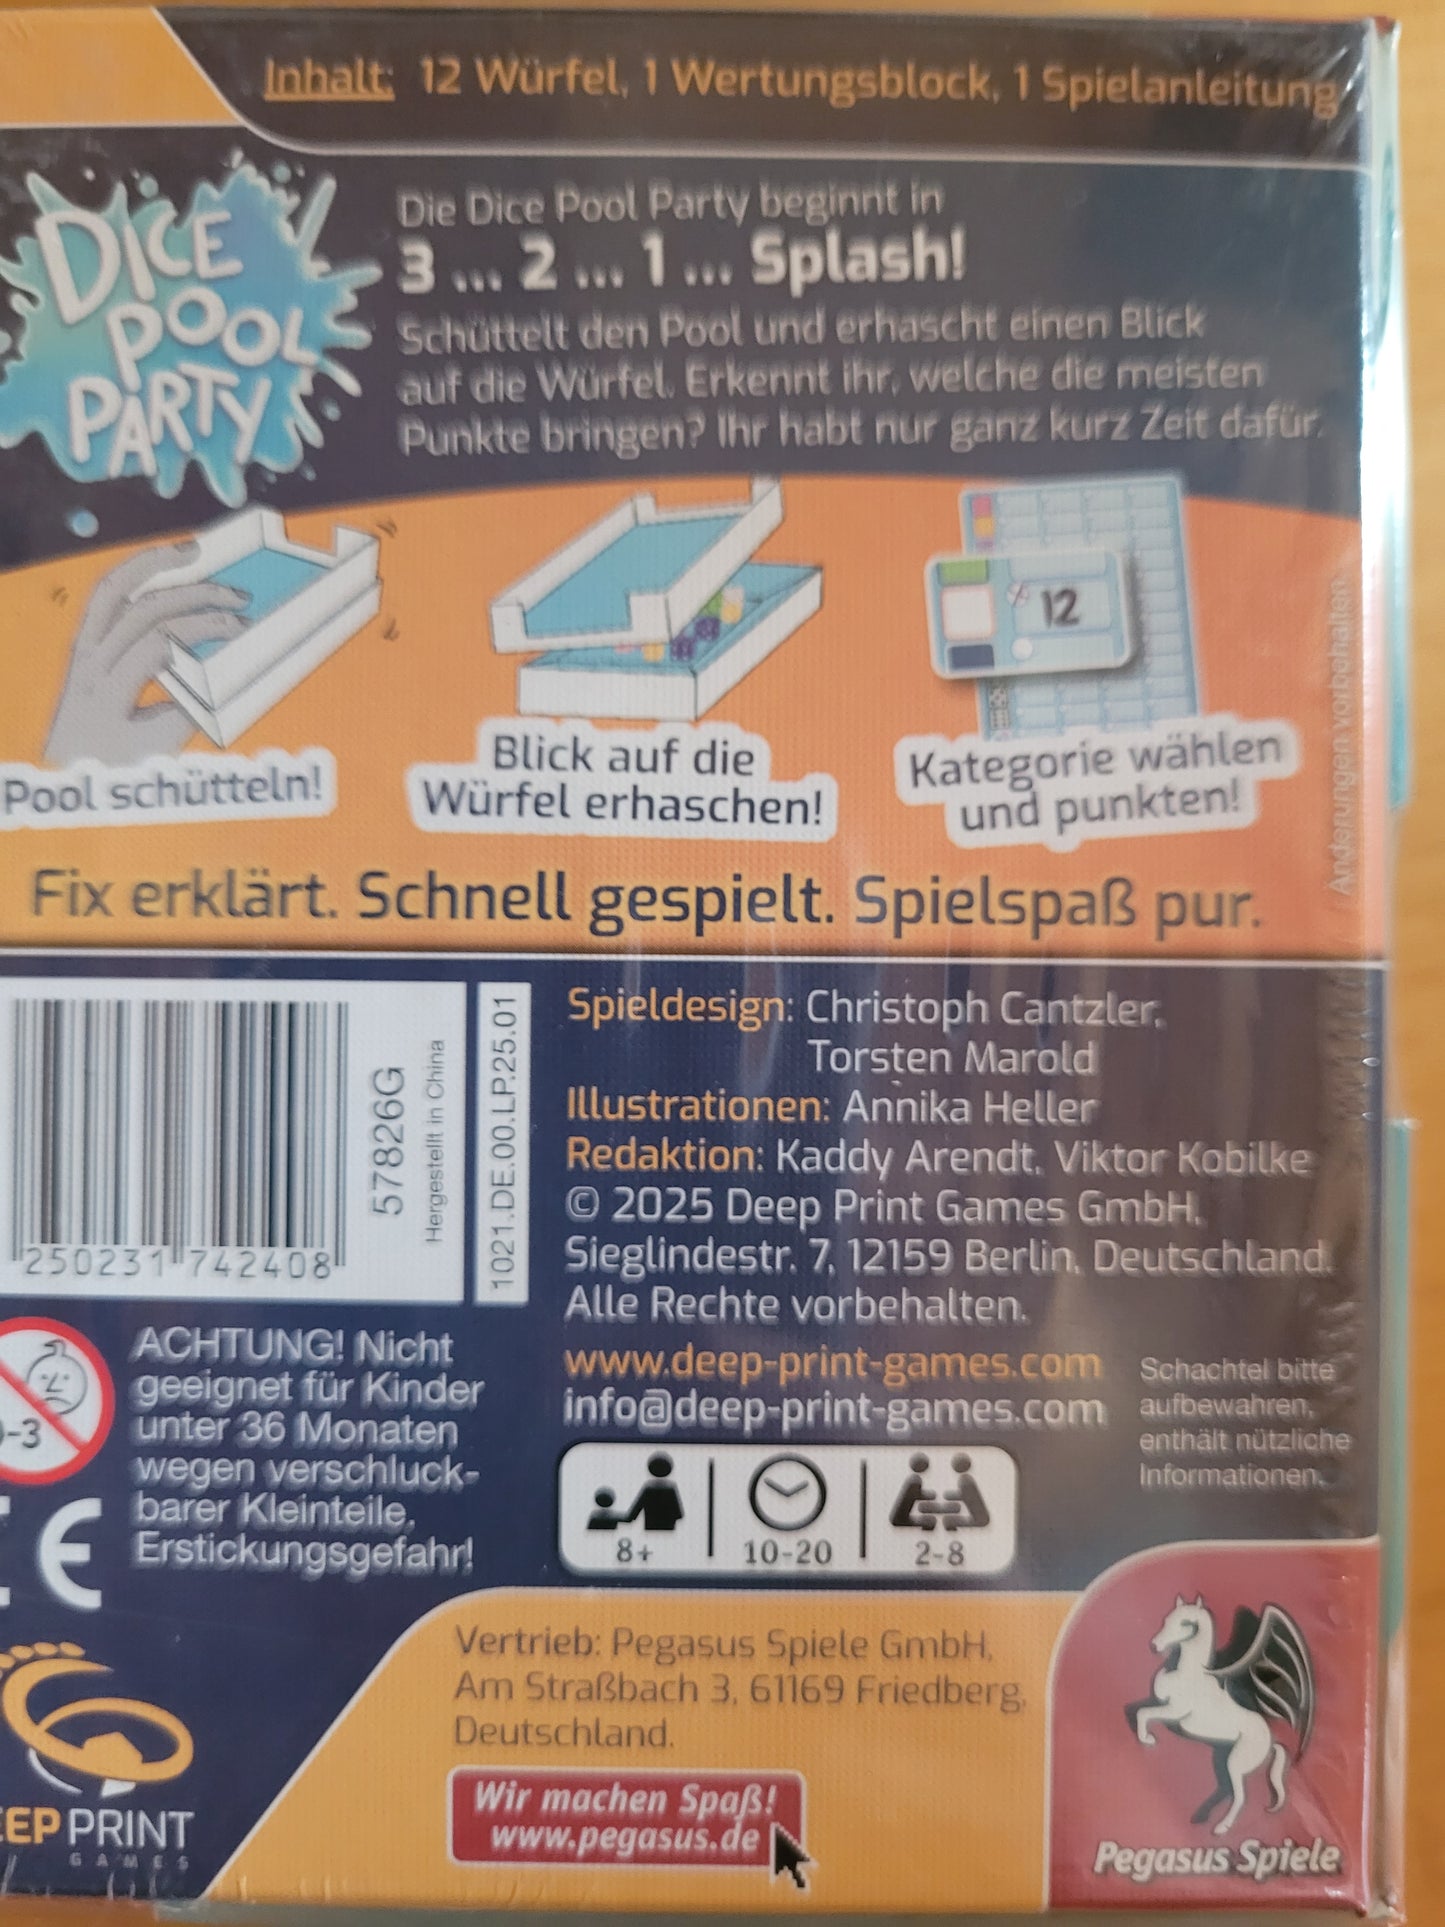 Inhalt: 12 Würfel, 1 Wertungsblock, 1 Spielanleitung
DICE
POOL
PARTY
Die Dice Pool Party beginnt in
3 ... 2 ... 1 ... Splash!
Schüttelt den Pool und erhascht einen Blick
auf die Würfel. Erkennt ihr, welche die meisten
Punkte bringen? Ihr habt nur ganz kurz Zeit dafür.
12
Pool schütteln!
Blick auf die
Würfel erhaschen!
Kategorie wählen
und punkten!
Änderungen vorbehalten
Fix erklärt. Schnell gespielt. Spielspaß pur.
250231 742408
57826G
Hergestellt in China
1021.DE.00.LP.25.01
Spieldesign: Christoph Cantzler,
Torsten Marold
Illustrationen: Annika Heller
Redaktion: Kaddy Arendt, Viktor Kobilke
© 2025 Deep Print Games GmbH,
Sieglindestr. 7, 12159 Berlin, Deutschland.
Alle Rechte vorbehalten.
www.deep-print-games.com
info@deep-print-games.com
Schachtel bitte
aufbewahren,
enthält nützliche
Informationen.
-3
ACHTUNG! Nicht
geeignet für Kinder
unter 36 Monaten
wegen verschluck-
barer Kleinteile.
Erstickungsgefahr!
CE
8+
10-20
2-8
Vertrieb: Pegasus Spiele GmbH,
Am Straßbach 3, 61169 Friedberg,
Deutschland.
Wir machen Spaß!
www.pegasus.de
EEP PRINT
GAMES
Pegasus Spiele